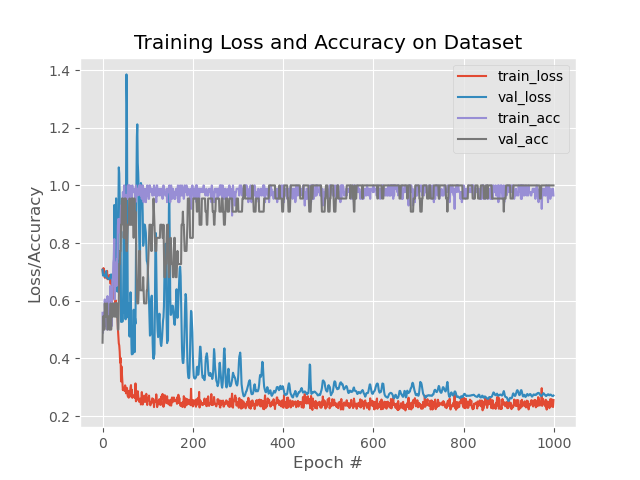 Training Loss and Accuracy on Dataset
train_loss
val_loss
train_acc
val_acc
1.4
1.2
1.0
0.8
0.6
0.4
0.2
Loss/Accuracy
0 200 400 600 800 1000
Epoch #